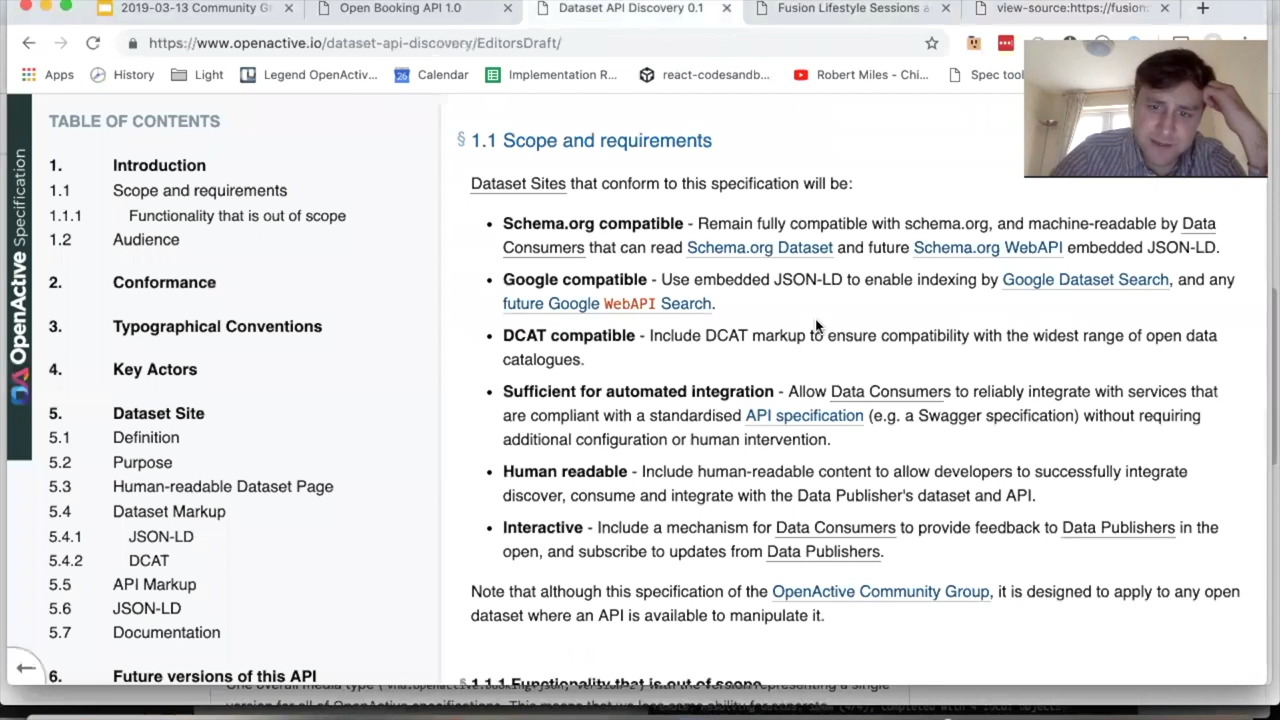 2019-03-13 Community G
Open Booking API 1.0
Dataset API Discovery 0.1
Fusion Lifestyle Sessions a
view-source:https://fusion
https://www.openactive.io/dataset-api-discovery/EditorsDraft/
Apps
History
Light
Legend OpenActiv...
Calendar
Implementation R...
react-codesandb...
Robert Miles - Chi...
Spec tool
OpenActive Specification
TABLE OF CONTENTS
1. Introduction
1.1 Scope and requirements
1.1.1 Functionality that is out of scope
1.2 Audience
2. Conformance
3. Typographical Conventions
4. Key Actors
5. Dataset Site
5.1 Definition
5.2 Purpose
5.3 Human-readable Dataset Page
5.4 Dataset Markup
5.4.1 JSON-LD
5.4.2 DCAT
5.5 API Markup
5.6 JSON-LD
5.7 Documentation
6. Future versions of this API
§ 1.1 Scope and requirements
Dataset Sites that conform to this specification will be:
• Schema.org compatible - Remain fully compatible with schema.org, and machine-readable by Data
Consumers that can read Schema.org Dataset and future Schema.org WebAPI embedded JSON-LD.
• Google compatible - Use embedded JSON-LD to enable indexing by Google Dataset Search, and any
future Google WebAPI Search.
• DCAT compatible - Include DCAT markup to ensure compatibility with the widest range of open data
catalogues.
• Sufficient for automated integration - Allow Data Consumers to reliably integrate with services that
are compliant with a standardised API specification (e.g. a Swagger specification) without requiring
additional configuration or human intervention.
• Human readable - Include human-readable content to allow developers to successfully integrate
discover, consume and integrate with the Data Publisher's dataset and API.
• Interactive - Include a mechanism for Data Consumers to provide feedback to Data Publishers in the
open, and subscribe to updates from Data Publishers.
Note that although this specification of the OpenActive Community Group, it is designed to apply to any open
dataset where an API is available to manipulate it.
§ 1.1.1 Functionality that is out of scope